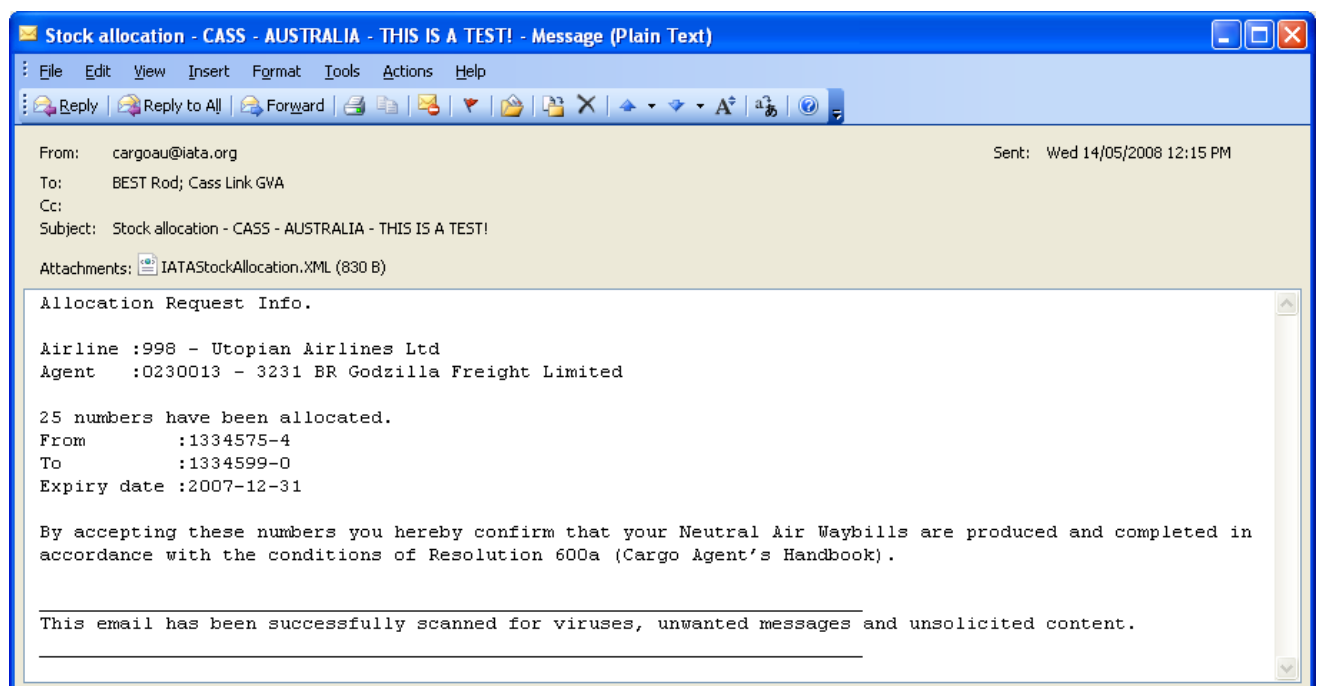 Stock allocation - CASS - AUSTRALIA - THIS IS A TEST! - Message (Plain Text)
File Edit View Insert Format Tools Actions Help
Reply Reply to All Forward
From: cargoau@iata.org Sent: Wed 14/05/2008 12:15 PM
To: BEST Rod; Cass Link GVA
Cc:
Subject: Stock allocation - CASS - AUSTRALIA - THIS IS A TEST!
Attachments: IATAStockAllocation.XML (830 B)
Allocation Request Info.
Airline :998 - Utopian Airlines Ltd
Agent :0230013 - 3231 BR Godzilla Freight Limited
25 numbers have been allocated.
From :1334575-4
To :1334599-0
Expiry date :2007-12-31
By accepting these numbers you hereby confirm that your Neutral Air Waybills are produced and completed in
accordance with the conditions of Resolution 600a (Cargo Agent's Handbook).
This email has been successfully scanned for viruses, unwanted messages and unsolicited content.